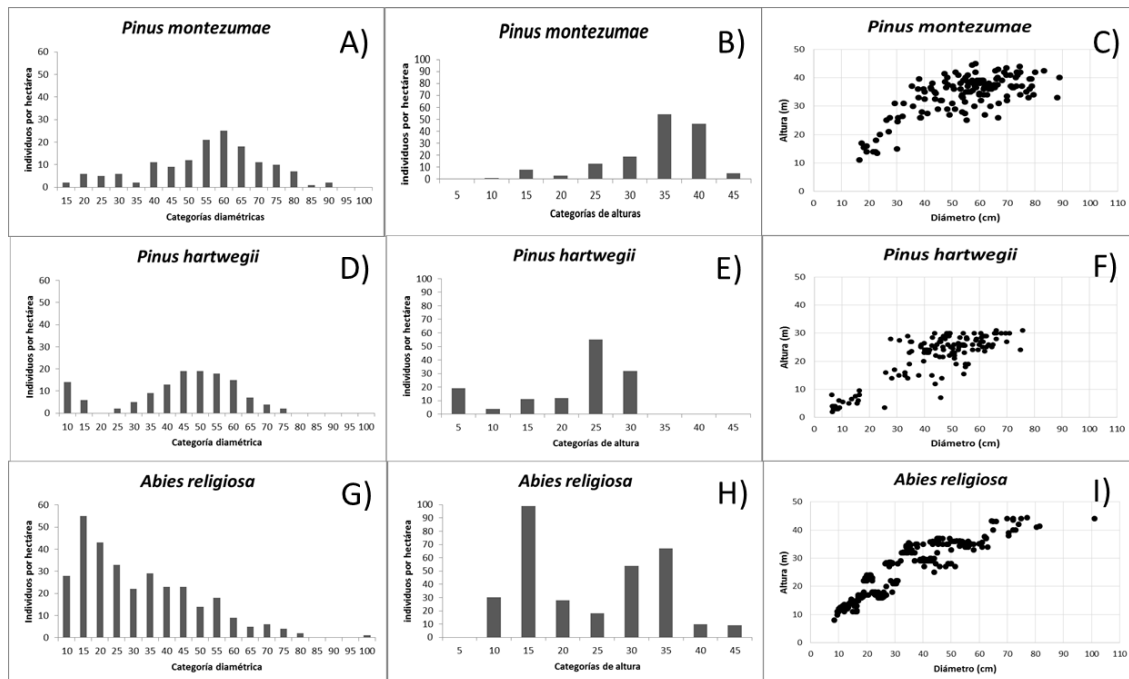 Pinus montezumae
A)
individuos por hectárea
60
50
40
30
20
10
0
15 20 25 30 35 40 45 50 55 60 65 70 75 80 85 90 95 100
Categorías diamétricas
Pinus montezumae
B)
individuos por hectárea
100
90
80
70
60
50
40
30
20
10
0
5 10 15 20 25 30 35 40 45
Categorías de alturas
Pinus montezumae
C)
Altura (m)
50
40
30
20
10
0
0 10 20 30 40 50 60 70 80 90 100 110
Diámetro (cm)
Pinus hartwegii
D)
individuos por hectárea
60
50
40
30
20
10
0
10 15 20 25 30 35 40 45 50 55 60 65 70 75 80 85 90 95 100
Categoría diamétrica
Pinus hartwegii
E)
individuos por hectárea
100
90
80
70
60
50
40
30
20
10
0
5 10 15 20 25 30 35 40 45
Categorías de altura
Pinus hartwegii
F)
Altura (m)
50
40
30
20
10
0
0 10 20 30 40 50 60 70 80 90 100 110
Diámetro (cm)
Abies religiosa
G)
Individuos por hectárea
60
50
40
30
20
10
0
10 15 20 25 30 35 40 45 50 55 60 65 70 75 80 85 90 95 100
Categoría diamétrica
Abies religiosa
H)
Individuos por hectárea
100
90
80
70
60
50
40
30
20
10
0
5 10 15 20 25 30 35 40 45
Categorías de altura
Abies religiosa
I)
Altura (m)
50
40
30
20
10
0
0 10 20 30 40 50 60 70 80 90 100 110
Diámetro (cm)